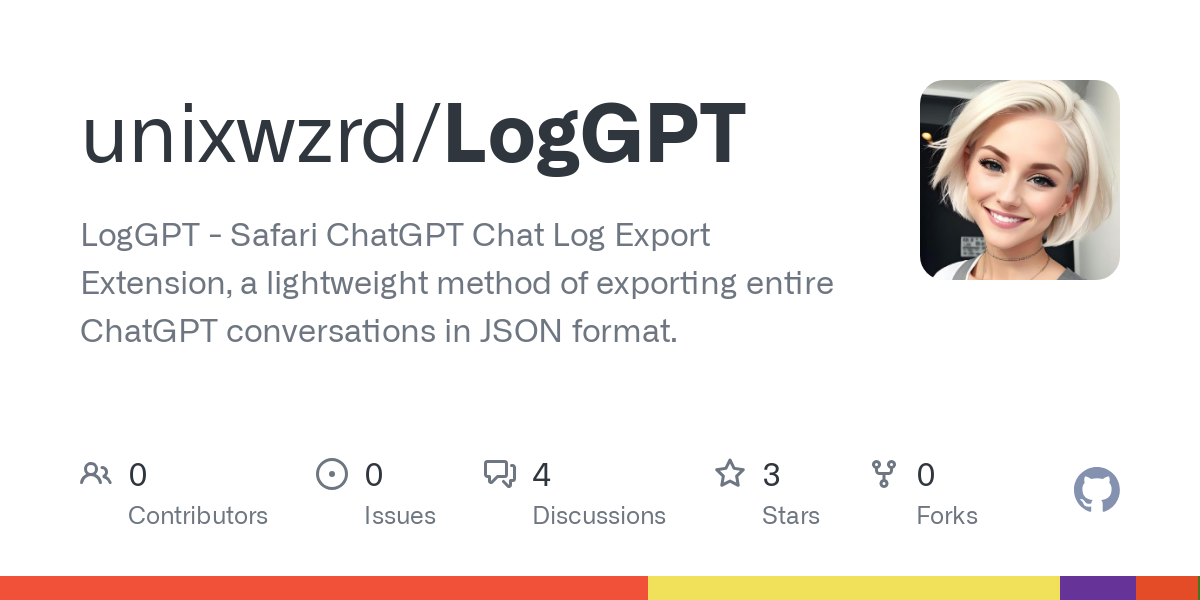 unixwzrd/LogGPT
LogGPT - Safari ChatGPT Chat Log Export
Extension, a lightweight method of exporting entire
ChatGPT conversations in JSON format.
0 0 4 3 0
Contributors Issues Discussions Stars Forks